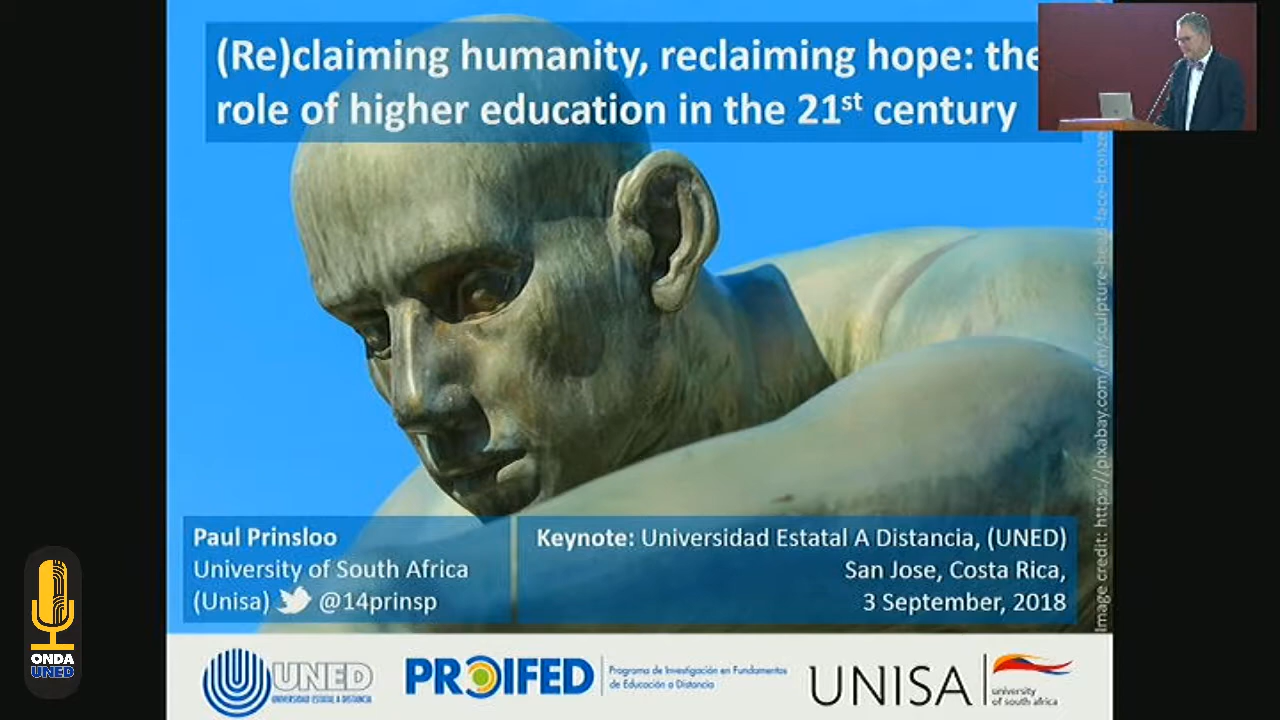 (Re)claiming humanity, reclaiming hope: the
role of higher education in the 21st century
Image credit: https://pixabay.com/en/sculpture-bald-face-bronze
Paul Prinsloo
University of South Africa
(Unisa) @14prinsp
Keynote: Universidad Estatal A Distancia, (UNED)
San Jose, Costa Rica,
3 September, 2018
ONDA
UNED
UNED
UNIVERSIDAD ESTATAL A DISTANCIA
PROIFED
Programa de Investigación en Fundamentos
de Educación a Distancia
UNISA
university
of south africa